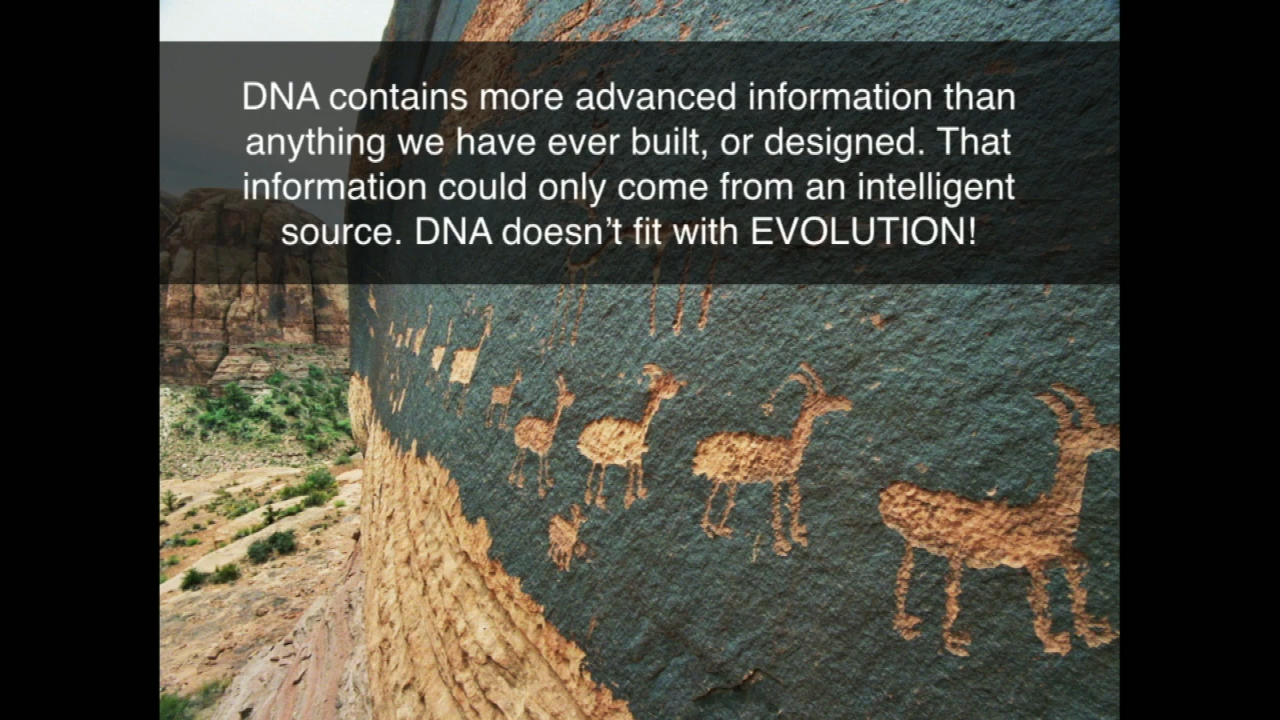 DNA contains more advanced information than
anything we have ever built, or designed. That
information could only come from an intelligent
source. DNA doesn’t fit with EVOLUTION!